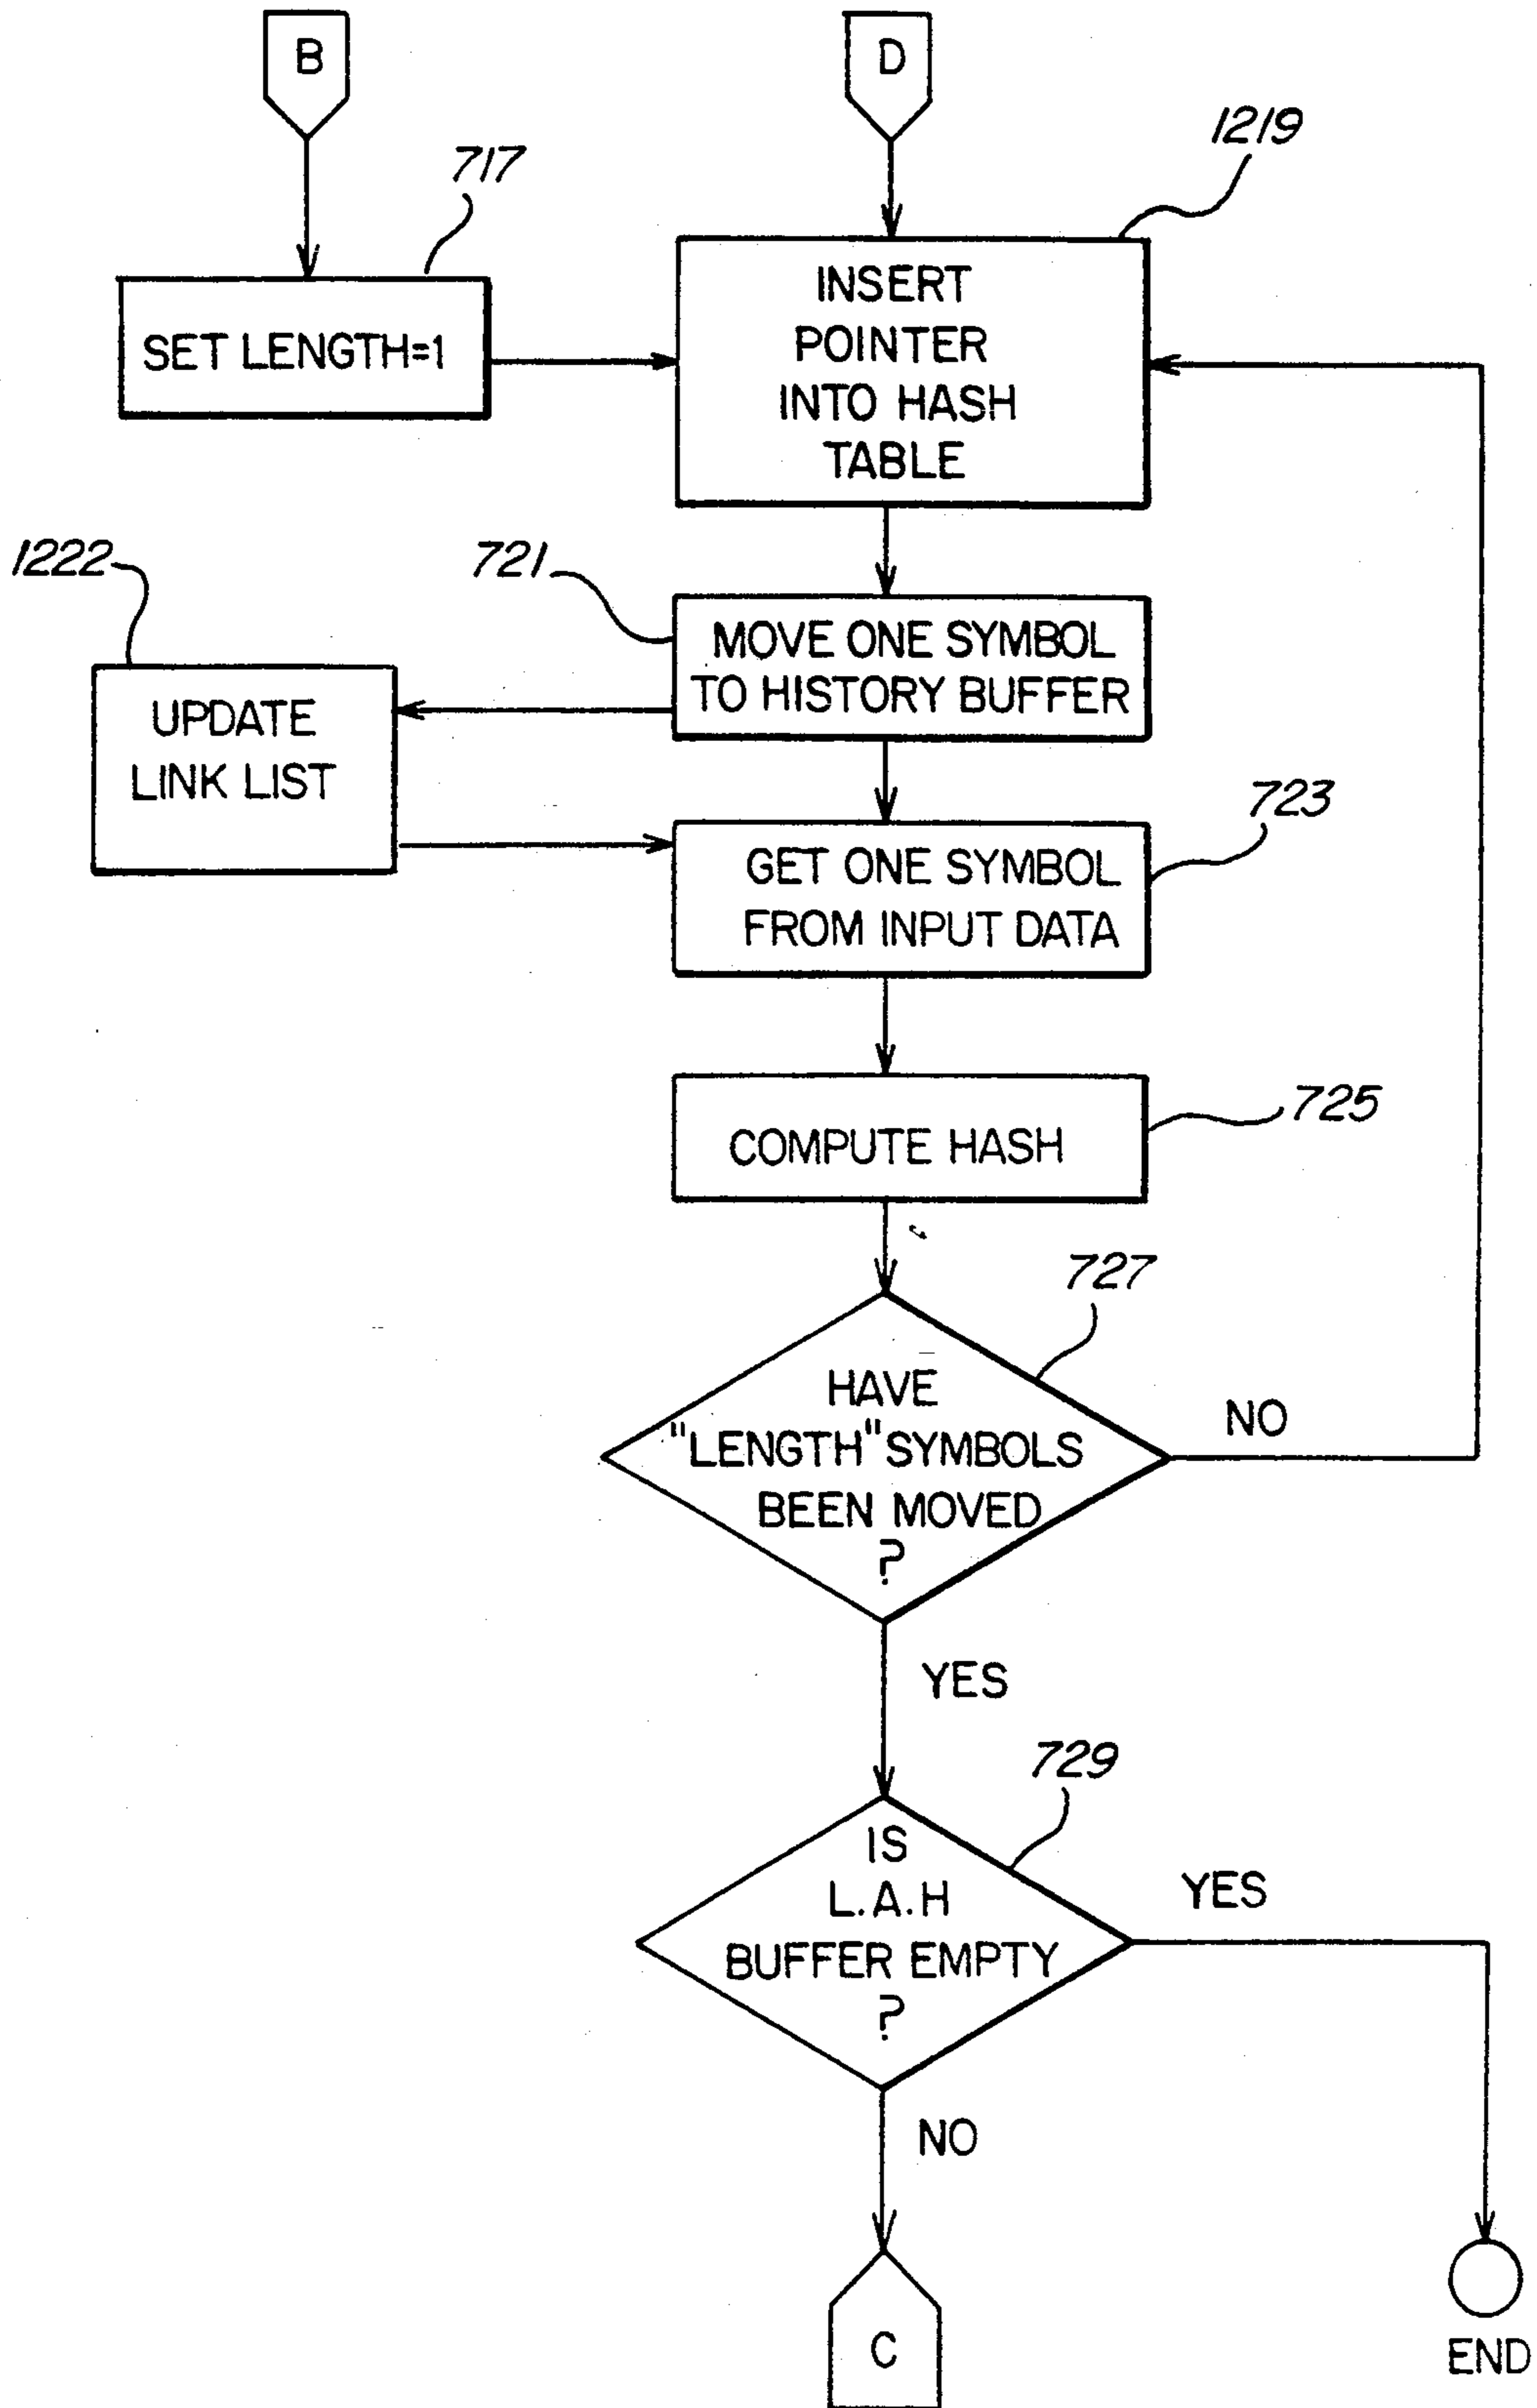 B
D
717
1219
SET LENGTH=1
INSERT
POINTER
INTO HASH
TABLE
1222
721
UPDATE
LINK LIST
MOVE ONE SYMBOL
TO HISTORY BUFFER
723
GET ONE SYMBOL
FROM INPUT DATA
725
COMPUTE HASH
727
HAVE
"LENGTH" SYMBOLS
BEEN MOVED
?
NO
YES
729
IS
L.A.H
BUFFER EMPTY
?
YES
NO
C
END